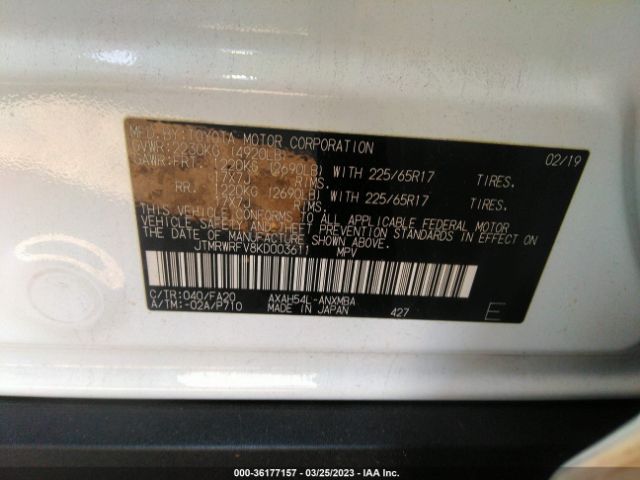 MFD.BY:TOYOTA MOTOR CORPORATION 02/19
GVWR:2230KG (4920LB)
GAWR:FRT. 1220KG (2690LB) WITH 225/65R17 TIRES.
17X7J RIMS.
RR. 1220KG (2690LB) WITH 225/65R17 TIRES.
17X7J RIMS.
THIS VEHICLE CONFORMS TO ALL APPLICABLE FEDERAL MOTOR
VEHICLE SAFETY AND THEFT PREVENTION STANDARDS IN EFFECT ON
THE DATE OF MANUFACTURE SHOWN ABOVE.
JTMRWRFV8KD003611 MPV
C/TR:040/FA20 AXAH54L-ANXMBA
A/TM:-02A/P710 MADE IN JAPAN 427 E
000-36177157 - 03/25/2023 - IAA Inc.